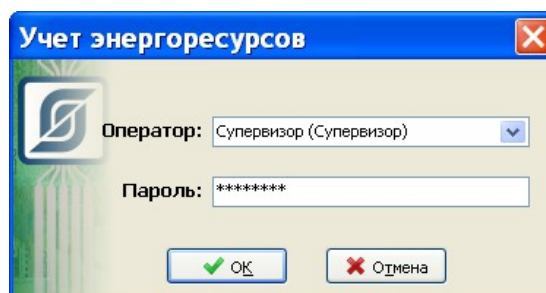 Учет энергоресурсов
Оператор: Супервизор (Супервизор)
Пароль: ********
ОК Отмена